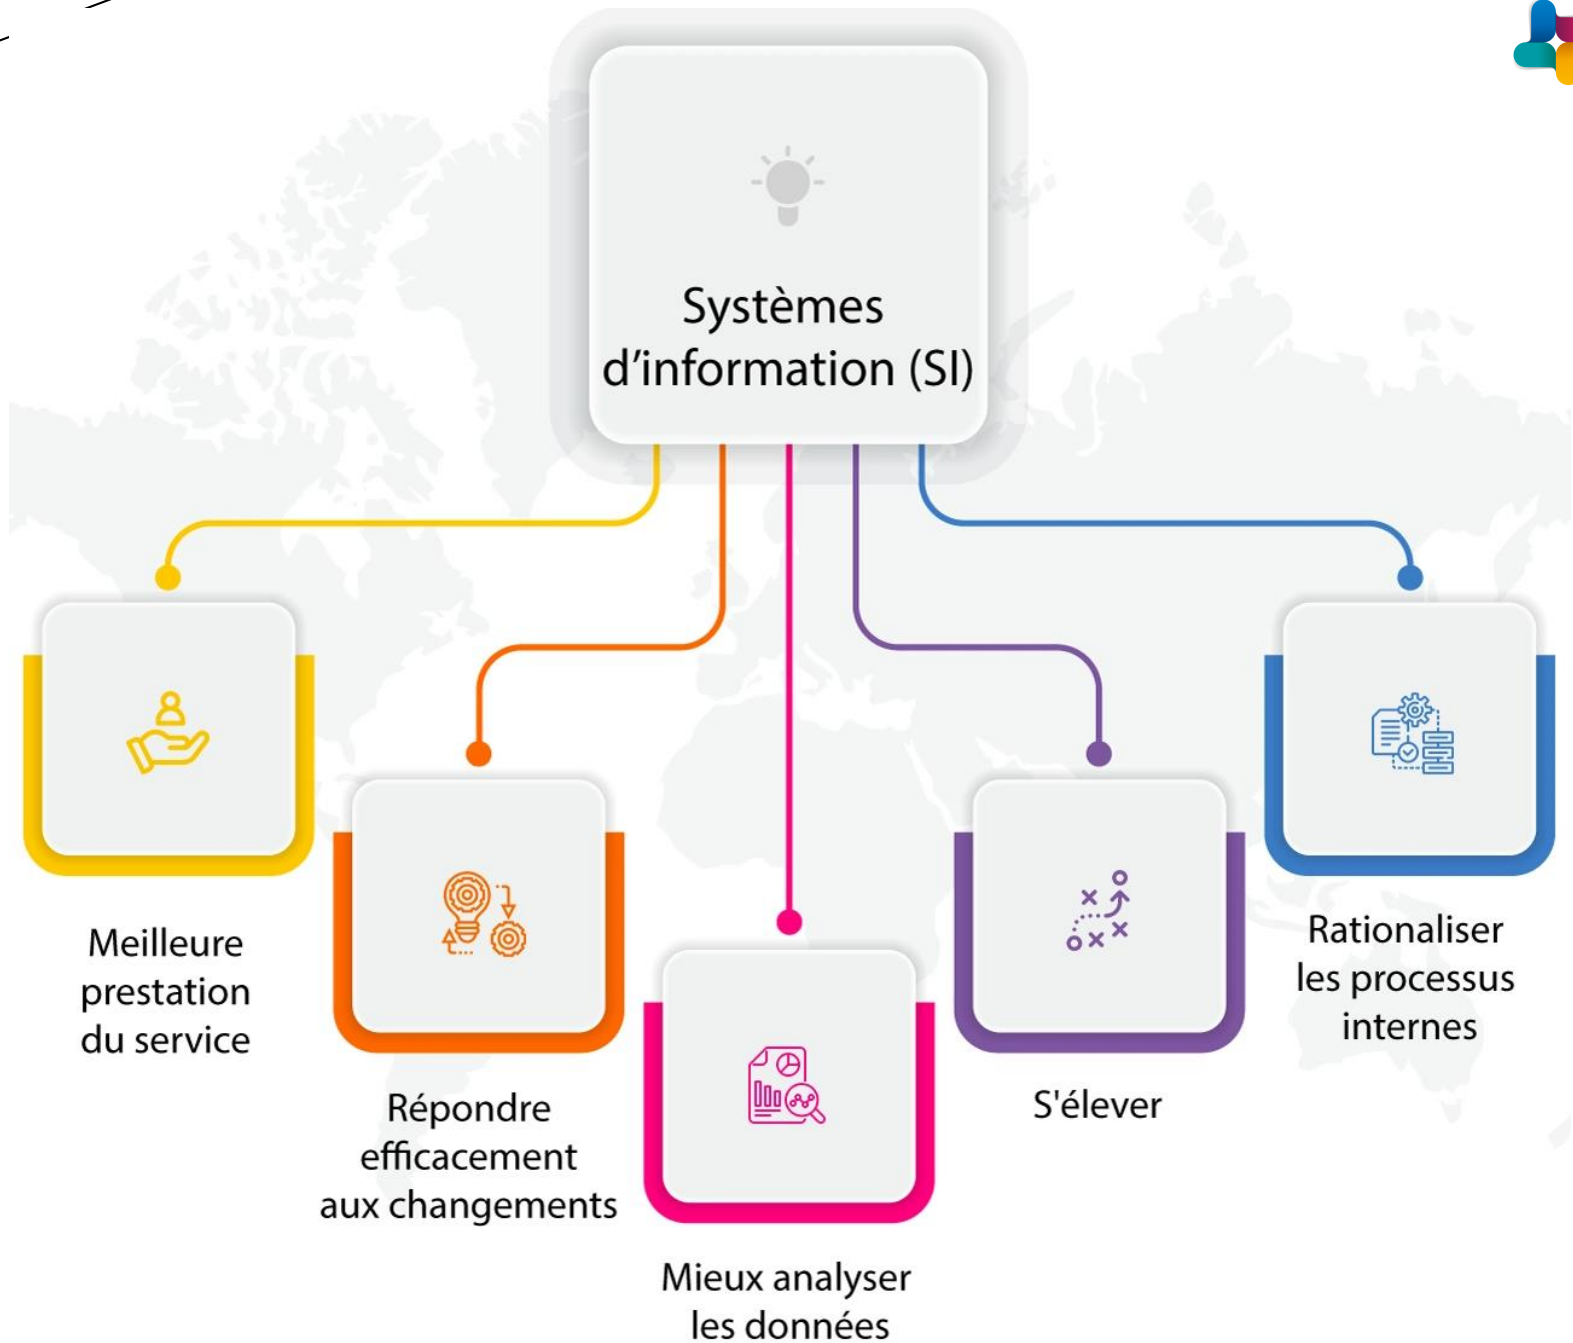 Systèmes
d’information (SI)
Meilleure
prestation
du service
Répondre
efficacement
aux changements
Mieux analyser
les données
S'élever
Rationaliser
les processus
internes